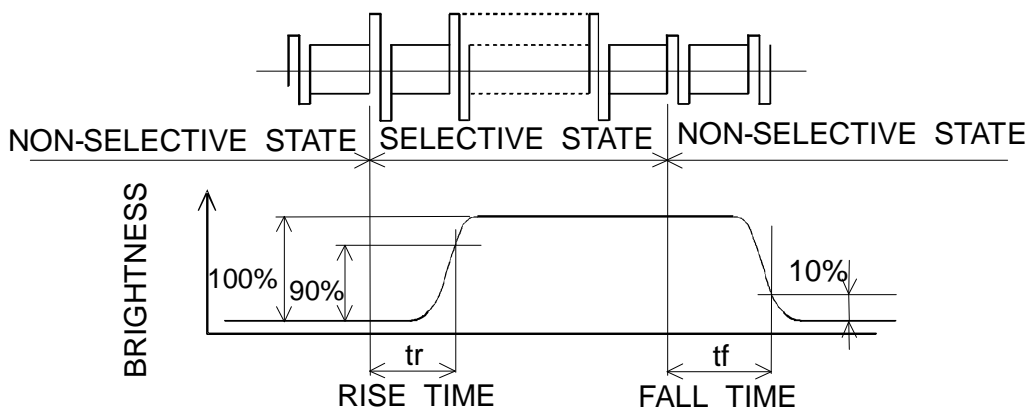 NON-SELECTIVE STATE
SELECTIVE STATE
NON-SELECTIVE STATE
BRIGHTNESS
100%
90%
10%
tr
tf
RISE TIME
FALL TIME